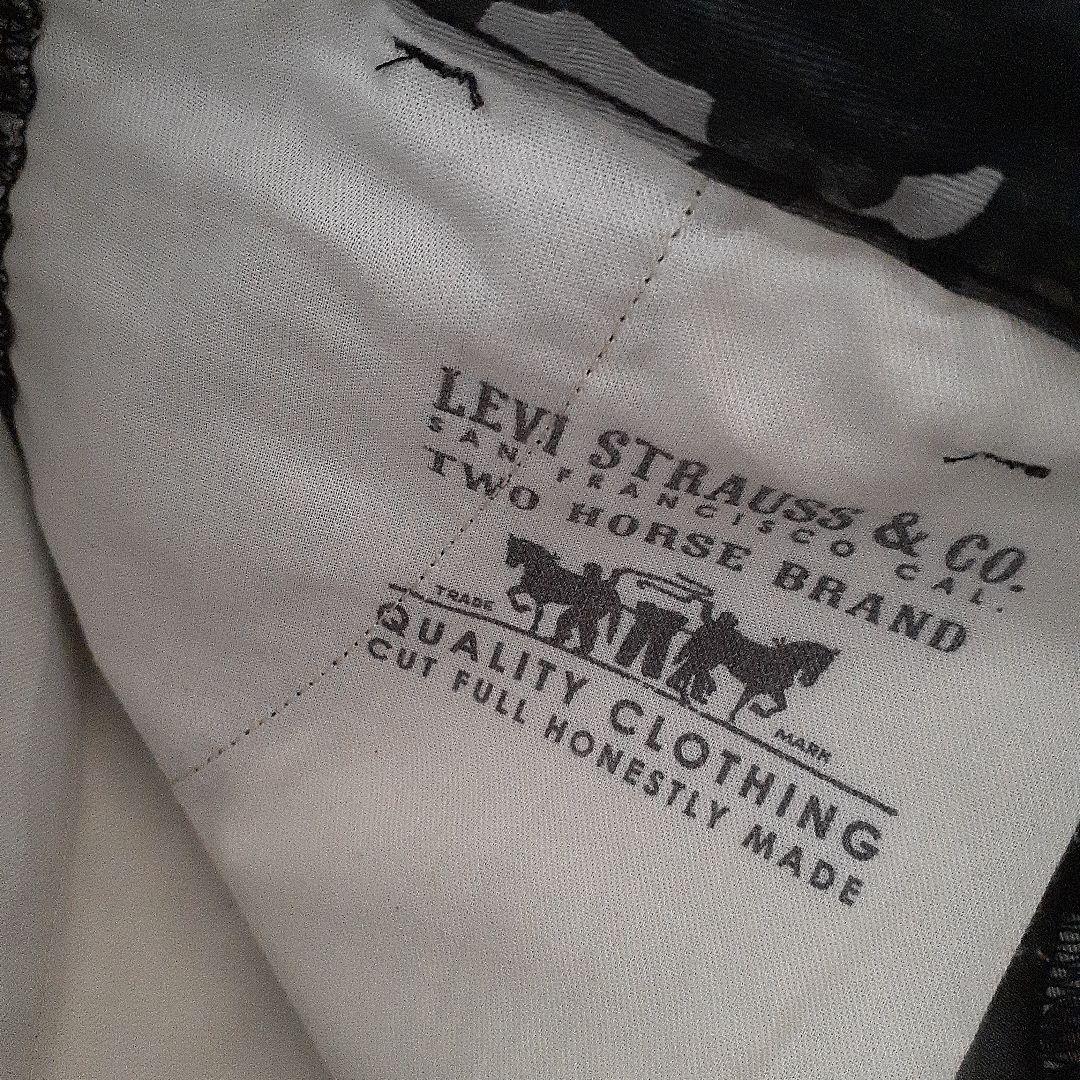 LEVI STRAUSS & CO.
SAN FRANCISCO CAL.
TWO HORSE BRAND
TRADE MARK
QUALITY CLOTHING
CUT FULL HONESTLY MADE